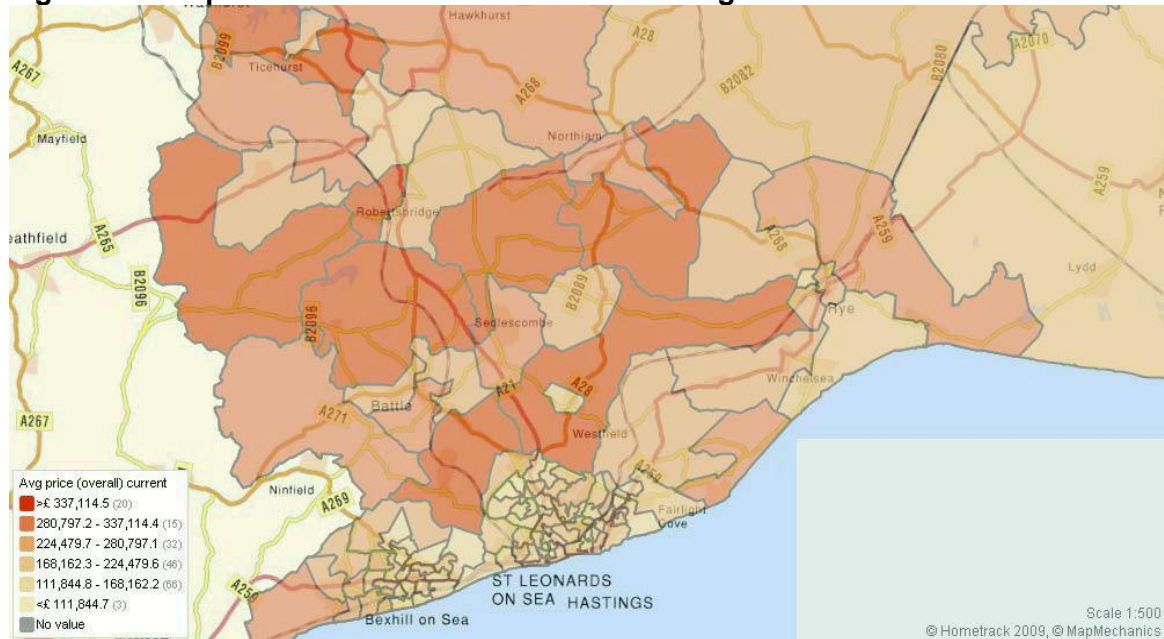 Hawkhurst
B2099
A28
B2080
A2070
A267
Ticehurst
A268
B2082
Mayfield
Northiam
A259
Robertsbridge
A265
A268
A259
eathfield
Lydd
B2096
B2089
Rye
B2096
Sedlescombe
Winchelsea
A21
A28
Battle
A267
A271
Westfield
Avg price (overall) current
>£ 337,114.5 (20)
280,797.2 - 337,114.4 (15)
224,479.7 - 280,797.1 (32)
168,162.3 - 224,479.6 (46)
111,844.8 - 168,162.2 (66)
<£ 111,844.7 (3)
No value
Ninfield
A269
A259
Fairlight
Cove
A259
ST LEONARDS
ON SEA HASTINGS
Bexhill on Sea
Scale 1:500
© Hometrack 2009, © MapMechanics